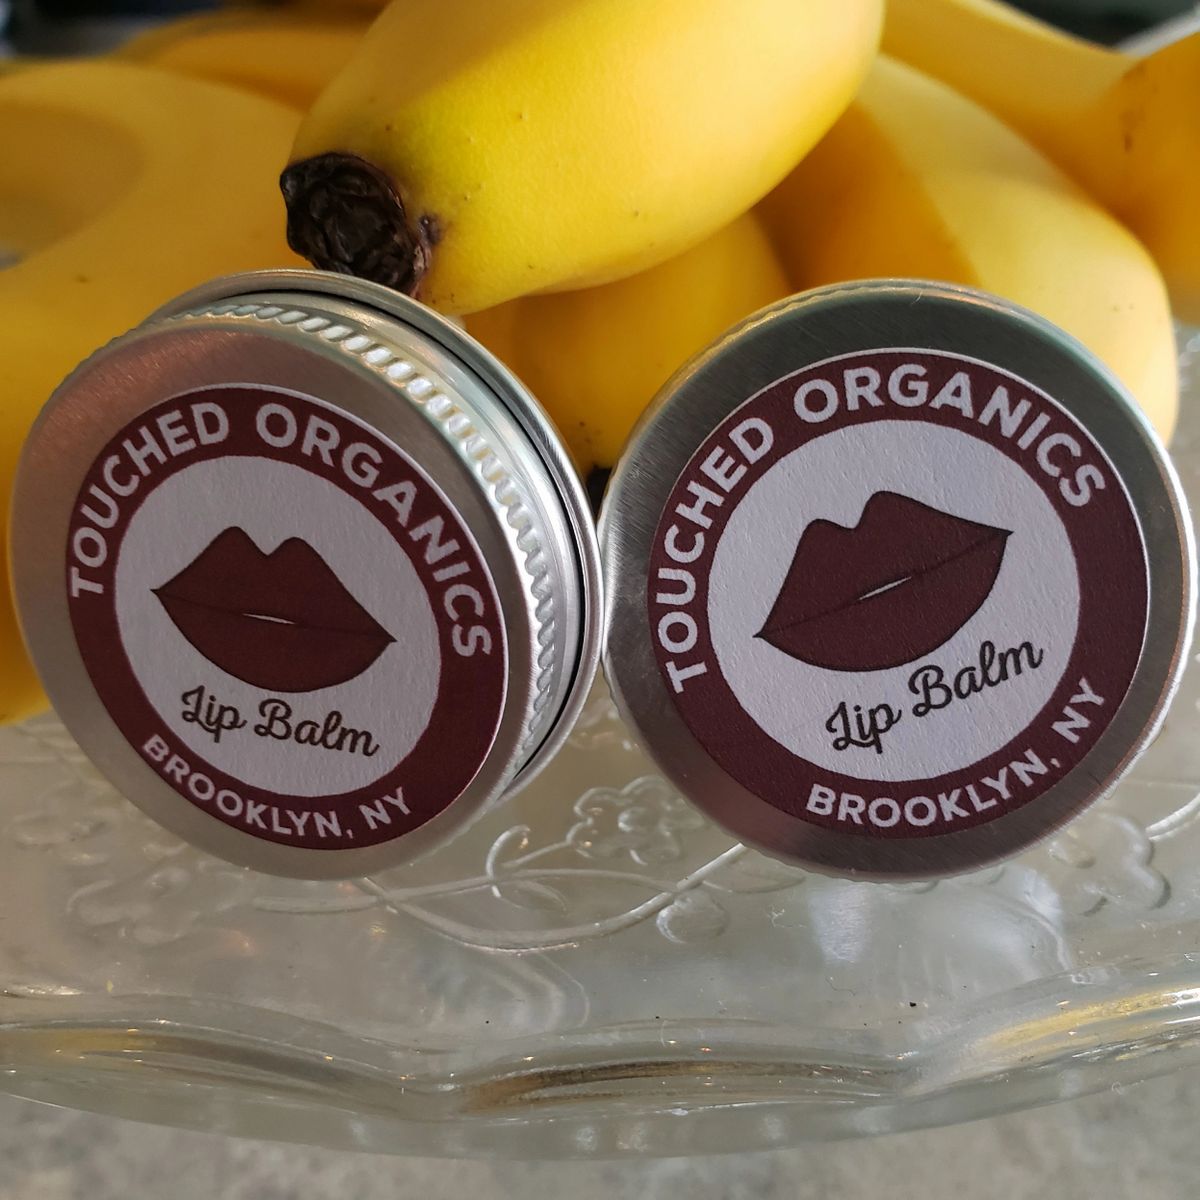 TOUCHED ORGANICS
Lip Balm
BROOKLYN, NY
TOUCHED ORGANICS
Lip Balm
BROOKLYN, NY